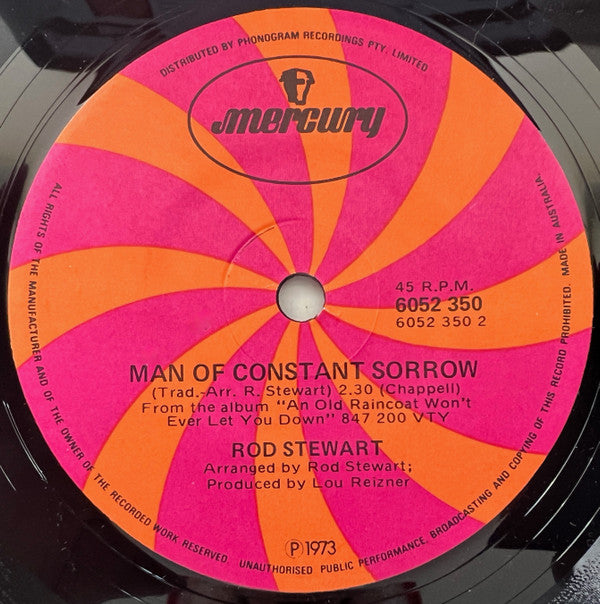 DISTRIBUTED BY PHONOGRAM RECORDINGS PTY. LIMITED
mercury
45 R.P.M.
6052 350
6052 350 2
MAN OF CONSTANT SORROW
(Trad.-Arr. R. Stewart) 2.30 (Chappell)
From the album "An Old Raincoat Won't
Ever Let You Down" 847 200 VTY
ROD STEWART
Arranged by Rod Stewart;
Produced by Lou Reizner
Ⓟ1973
ALL RIGHTS OF THE MANUFACTURER AND OF THE OWNER OF THE RECORDED WORK RESERVED. UNAUTHORISED PUBLIC PERFORMANCE, BROADCASTING AND COPYING OF THIS RECORD PROHIBITED. MADE IN AUSTRALIA.